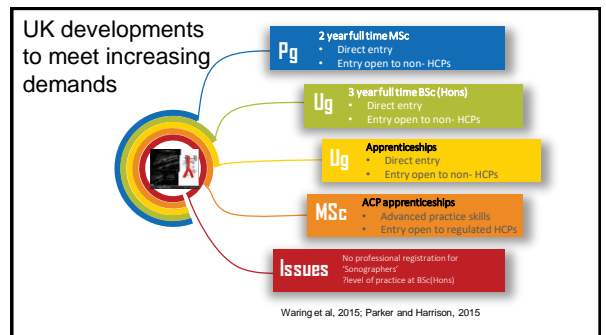 UK developments
to meet increasing
demands
Pg
2 year full time MSc
• Direct entry
• Entry open to non- HCPs
Ug
3 year full time BSc(Hons)
• Direct entry
• Entry open to non- HCPs
Ug
Apprenticeships
• Direct entry
• Entry open to non- HCPs
MSc
ACP apprenticeships
• Advanced practice skills
• Entry open to regulated HCPs
Issues
No professional registration for
‘Sonographers’
?level of practice at BSc(Hons)
Waring et al, 2015; Parker and Harrison, 2015